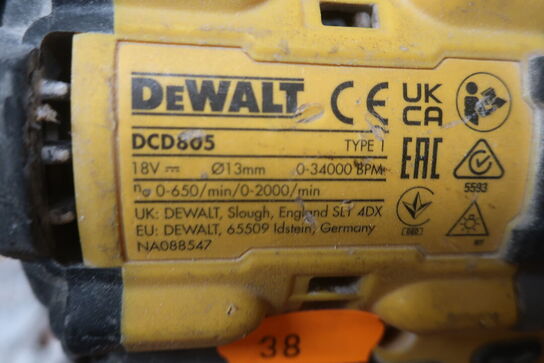 DEWALT CE UK CA
DCD805 TYPE 1
18V Ø13mm 0-34000 BPM EAC
n₀ 0-650/min/0-2000/min 5593
UK: DEWALT, Slough, England SL1 4DX
EU: DEWALT, 65509 Idstein, Germany
NA088547
38